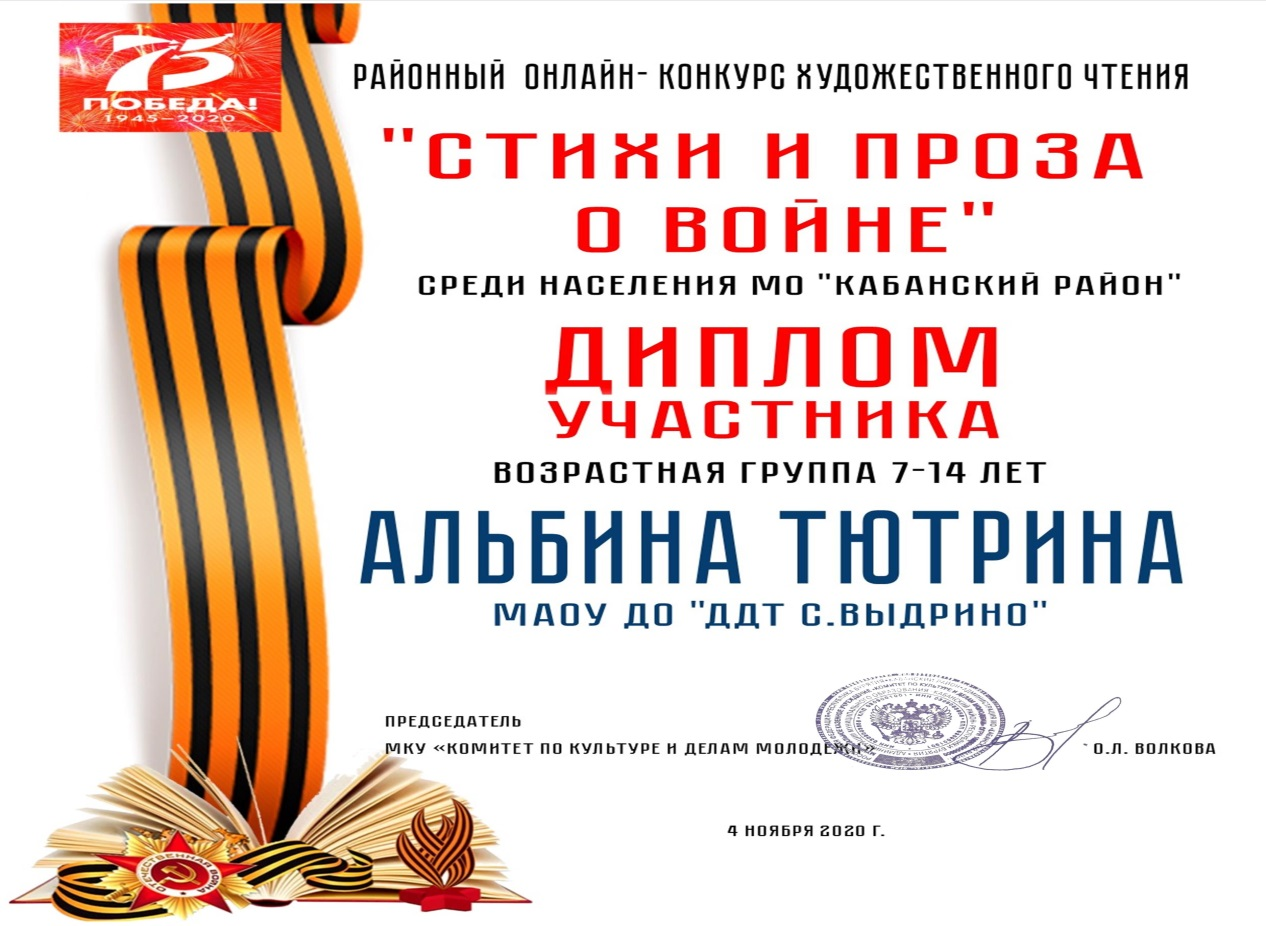 75
ПОБЕДА!
1945–2020
РАЙОННЫЙ ОНЛАЙН- КОНКУРС ХУДОЖЕСТВЕННОГО ЧТЕНИЯ
"СТИХИ И ПРОЗА
О ВОЙНЕ"
СРЕДИ НАСЕЛЕНИЯ МО "КАБАНСКИЙ РАЙОН"
ДИПЛОМ
УЧАСТНИКА
ВОЗРАСТНАЯ ГРУППА 7-14 ЛЕТ
АЛЬБИНА ТЮТРИНА
МАОУ ДО "ДДТ С.ВЫДРИНО"
ПРЕДСЕДАТЕЛЬ
МКУ «КОМИТЕТ ПО КУЛЬТУРЕ И ДЕЛАМ МОЛОДЕЖИ»
О.Л. ВОЛКОВА
4 НОЯБРЯ 2020 Г.
ОТЕЧЕСТВЕННАЯ ВОЙНА